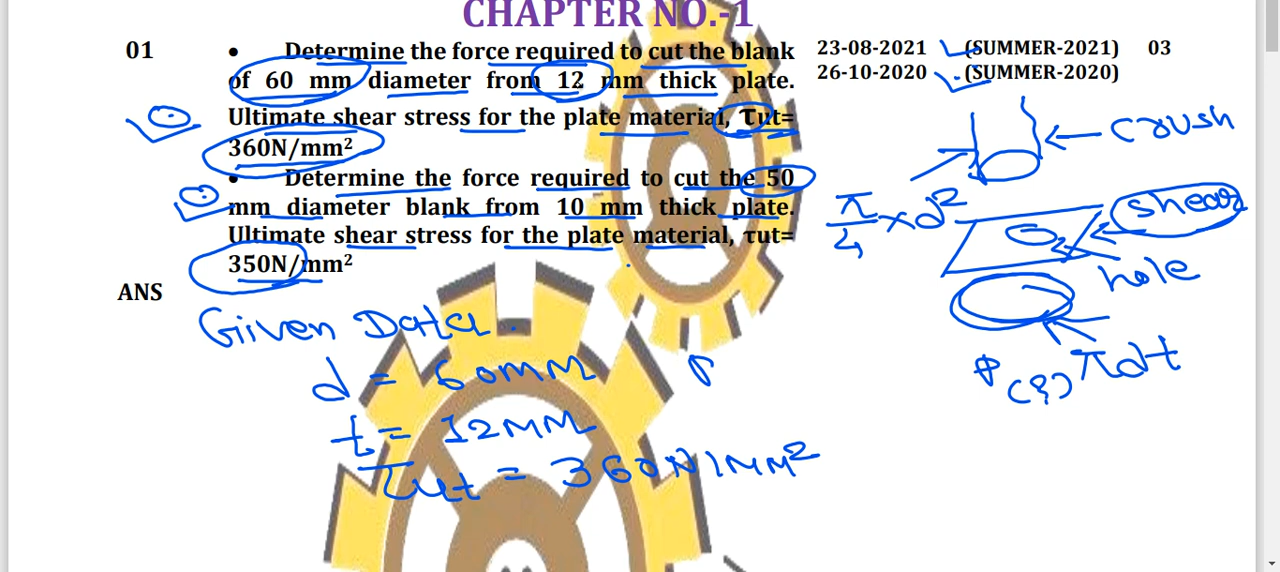 CHAPTER NO.-1
01
• Determine the force required to cut the blank
of 60 mm diameter from 12 mm thick plate.
Ultimate shear stress for the plate material, τut=
360N/mm²
• Determine the force required to cut the 50
mm diameter blank from 10 mm thick plate.
Ultimate shear stress for the plate material, τut=
350N/mm²
23-08-2021 (SUMMER-2021) 03
26-10-2020 (SUMMER-2020)
ANS
Given Data.
d = 60mm P
t = 12MM
τut = 360N/MM²
crush
π/4 × d²
shear
hole
πdt
P (?)